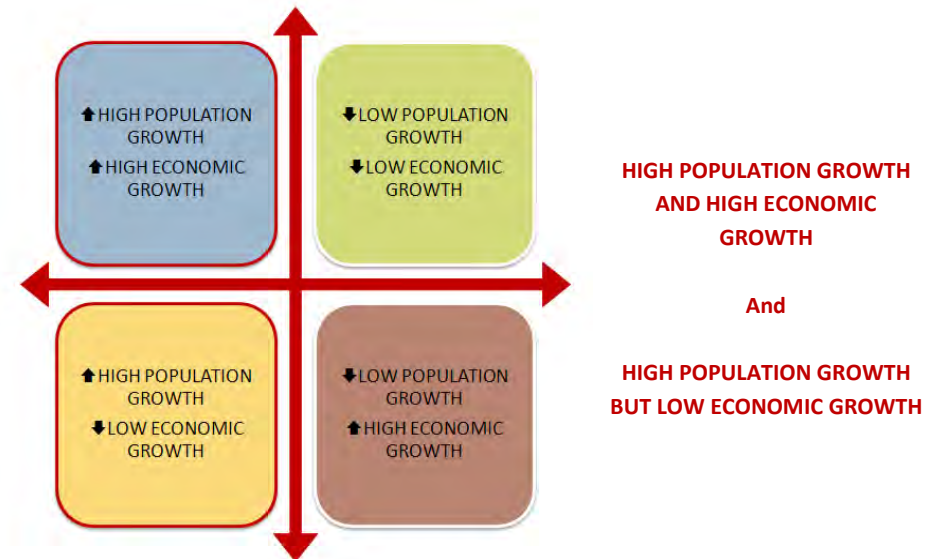 ⬆HIGH POPULATION
GROWTH
⬆HIGH ECONOMIC
GROWTH
⬇LOW POPULATION
GROWTH
⬇LOW ECONOMIC
GROWTH
⬆HIGH POPULATION
GROWTH
⬇LOW ECONOMIC
GROWTH
⬇LOW POPULATION
GROWTH
⬆HIGH ECONOMIC
GROWTH
HIGH POPULATION GROWTH
AND HIGH ECONOMIC
GROWTH
And
HIGH POPULATION GROWTH
BUT LOW ECONOMIC GROWTH